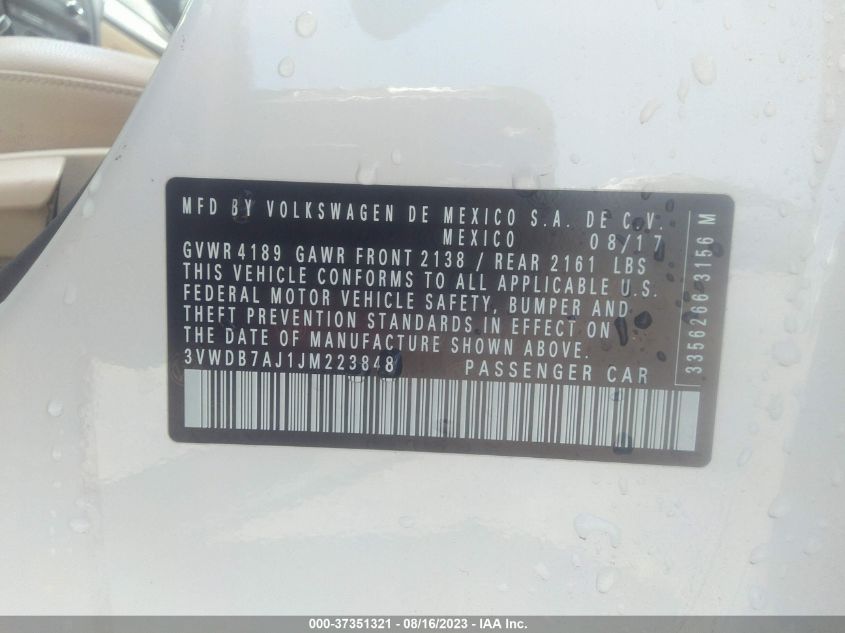 MFD BY VOLKSWAGEN DE MEXICO S.A. DE C.V.
MEXICO 08/17
GVWR 4189 GAWR FRONT 2138 / REAR 2161 LBS
THIS VEHICLE CONFORMS TO ALL APPLICABLE U.S.
FEDERAL MOTOR VEHICLE SAFETY, BUMPER AND
THEFT PREVENTION STANDARDS IN EFFECT ON
THE DATE OF MANUFACTURE SHOWN ABOVE.
3VWDB7AJ1JM223848 PASSENGER CAR
3356266 3156 M
000-37351321 - 08/16/2023 - IAA Inc.